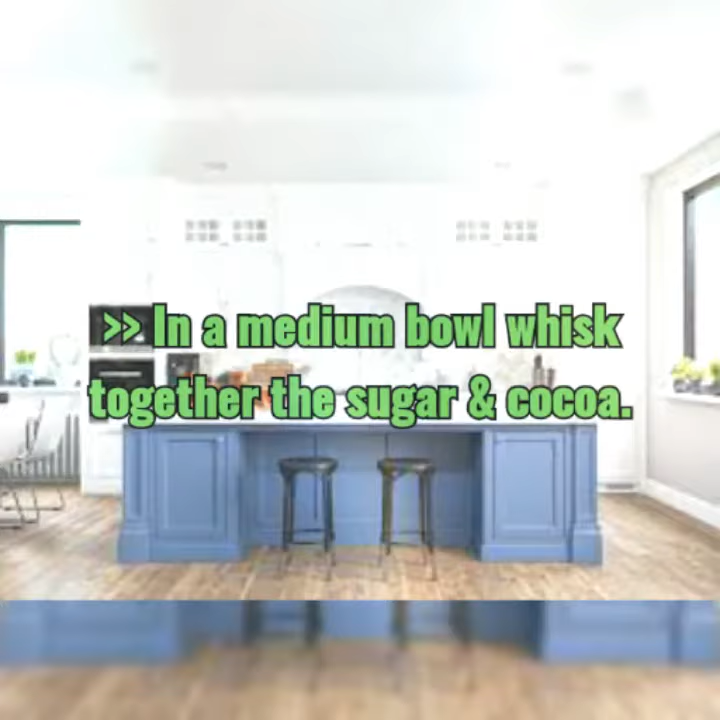 >> In a medium bowl whisk
together the sugar & cocoa.